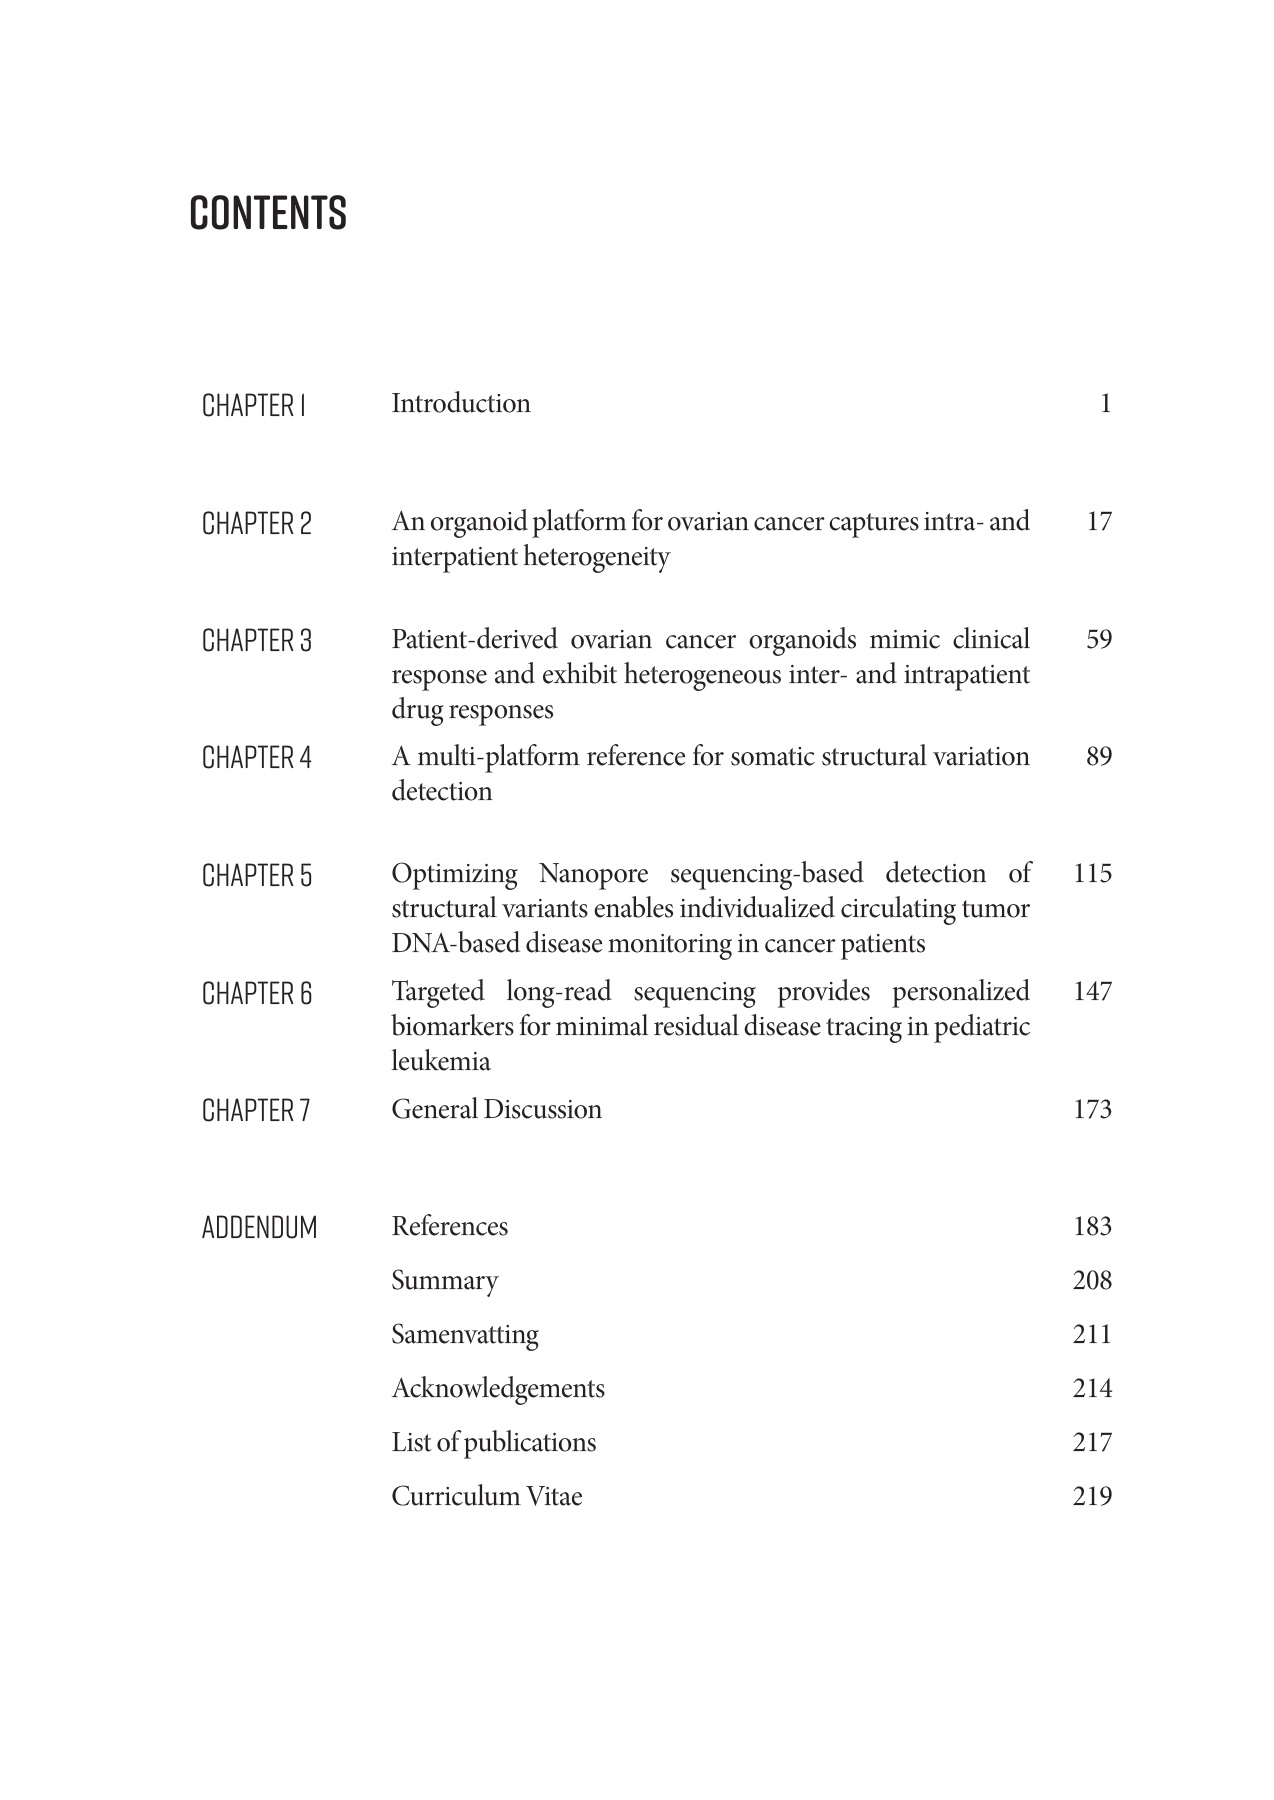 CONTENTS
CHAPTER 1 Introduction 1
CHAPTER 2 An organoid platform for ovarian cancer captures intra- and 17
interpatient heterogeneity
CHAPTER 3 Patient-derived ovarian cancer organoids mimic clinical 59
response and exhibit heterogeneous inter- and intrapatient
drug responses
CHAPTER 4 A multi-platform reference for somatic structural variation 89
detection
CHAPTER 5 Optimizing Nanopore sequencing-based detection of 115
structural variants enables individualized circulating tumor
DNA-based disease monitoring in cancer patients
CHAPTER 6 Targeted long-read sequencing provides personalized 147
biomarkers for minimal residual disease tracing in pediatric
leukemia
CHAPTER 7 General Discussion 173
ADDENDUM References 183
Summary 208
Samenvatting 211
Acknowledgements 214
List of publications 217
Curriculum Vitae 219